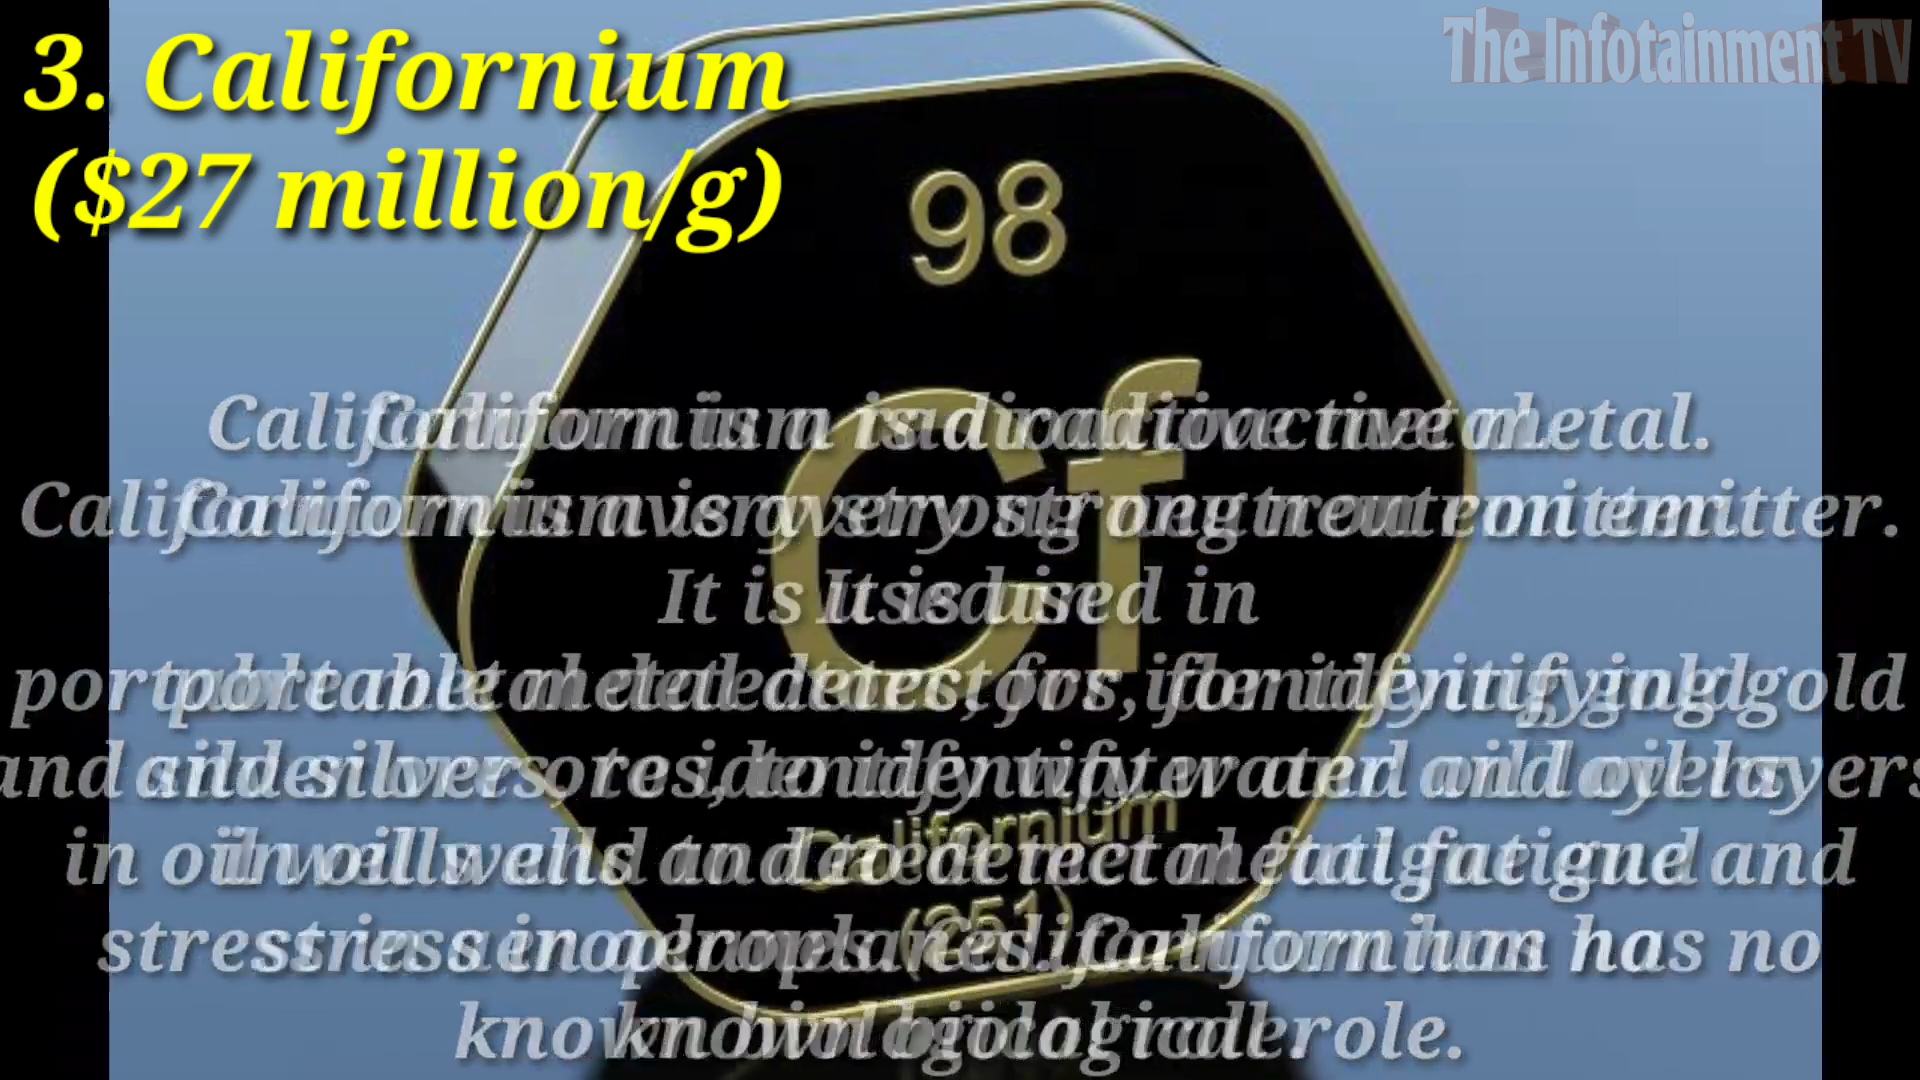 3. Californium
($27 million/g)
The Infotainment TV
98
Cf
Californium
(251)
Californium is a radioactive metal.
Californium is a very strong neutron emitter.
It is used in
portable metal detectors, for identifying gold
and silver ores, to identify water and oil layers
in oil wells and to detect metal fatigue and
stress in aeroplanes. Californium has no
known biological role.